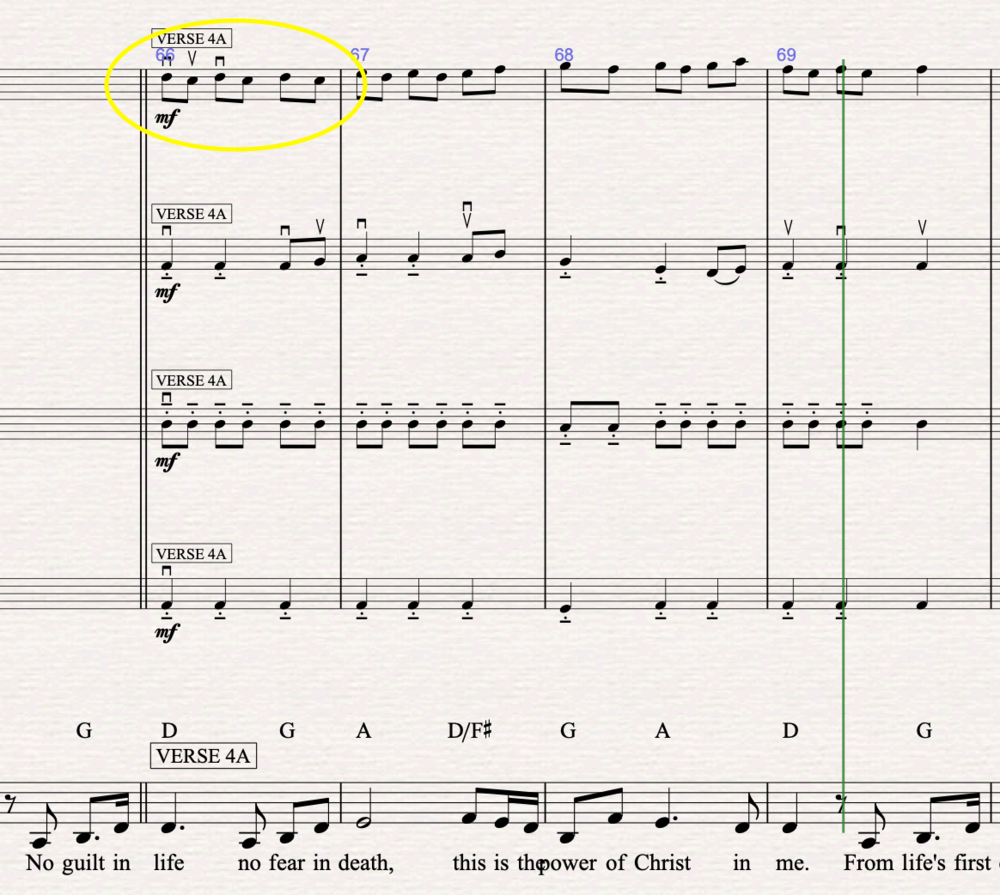 VERSE 4A
66 67 68 69
mf
VERSE 4A
mf
VERSE 4A
mf
VERSE 4A
mf
G D G A D/F♯ G A D G
VERSE 4A
No guilt in life no fear in death, this is the power of Christ in me. From life's first